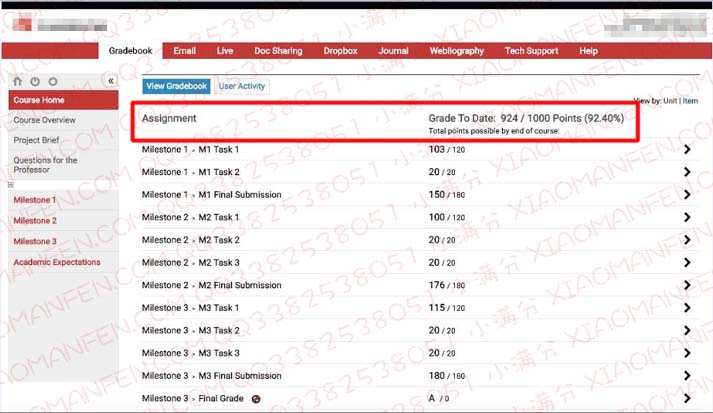 Gradebook Email Live Doc Sharing Dropbox Journal Webliography Tech Support Help
«
View Gradebook User Activity
View by: Unit | Item
Course Home
Course Overview
Project Brief
Questions for the
Professor
Milestone 1
Milestone 2
Milestone 3
Academic Expectations
Assignment Grade To Date: 924 / 1000 Points (92.40%)
Total points possible by end of course:
Milestone 1 > M1 Task 1 103 / 120
Milestone 1 > M1 Task 2 20 / 20
Milestone 1 > M1 Final Submission 150 / 180
Milestone 2 > M2 Task 1 100 / 120
Milestone 2 > M2 Task 2 20 / 20
Milestone 2 > M2 Task 3 20 / 20
Milestone 2 > M2 Final Submission 176 / 180
Milestone 3 > M3 Task 1 115 / 120
Milestone 3 > M3 Task 2 20 / 20
Milestone 3 > M3 Task 3 20 / 20
Milestone 3 > M3 Final Submission 180 / 180
Milestone 3 > Final Grade A / 0
XIAOMANFEN.COM QQ3382538051 小满分